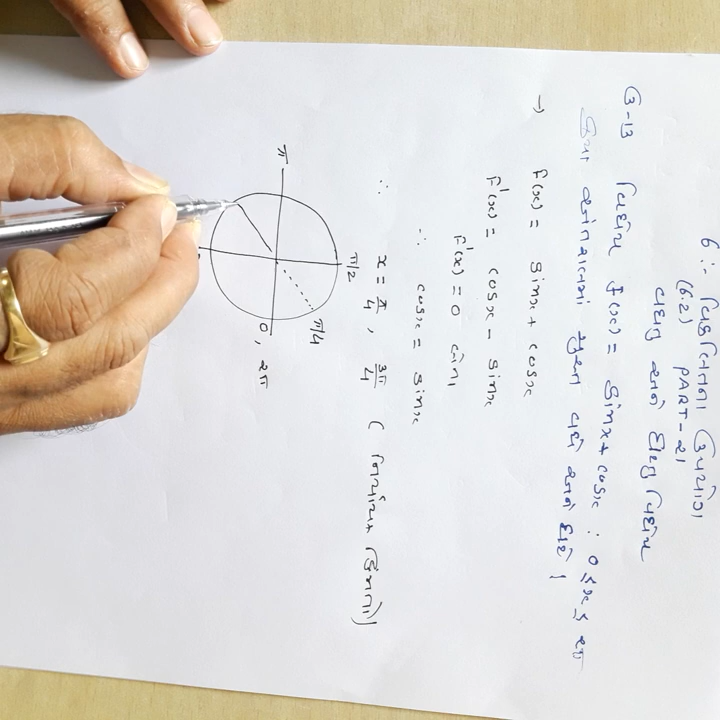 6 :- વિકલિતના ઉપયોગ
(6.2) PART-21
વધતું અને ઘટતું વિધેય
ઉ-13 વિધેય f(x) = sinx + cosx : 0 ≤ x ≤ 2π
કયા અંતરાલમાં ચુસ્ત વધે અને ઘટે !
→ f(x) = sinx + cosx
f'(x) = cosx - sinx
f'(x) = 0 લેતા
∴ cosx = sinx
∴ x = π/4 , 3π/4 (
π/2
π/4
π
0, 2π